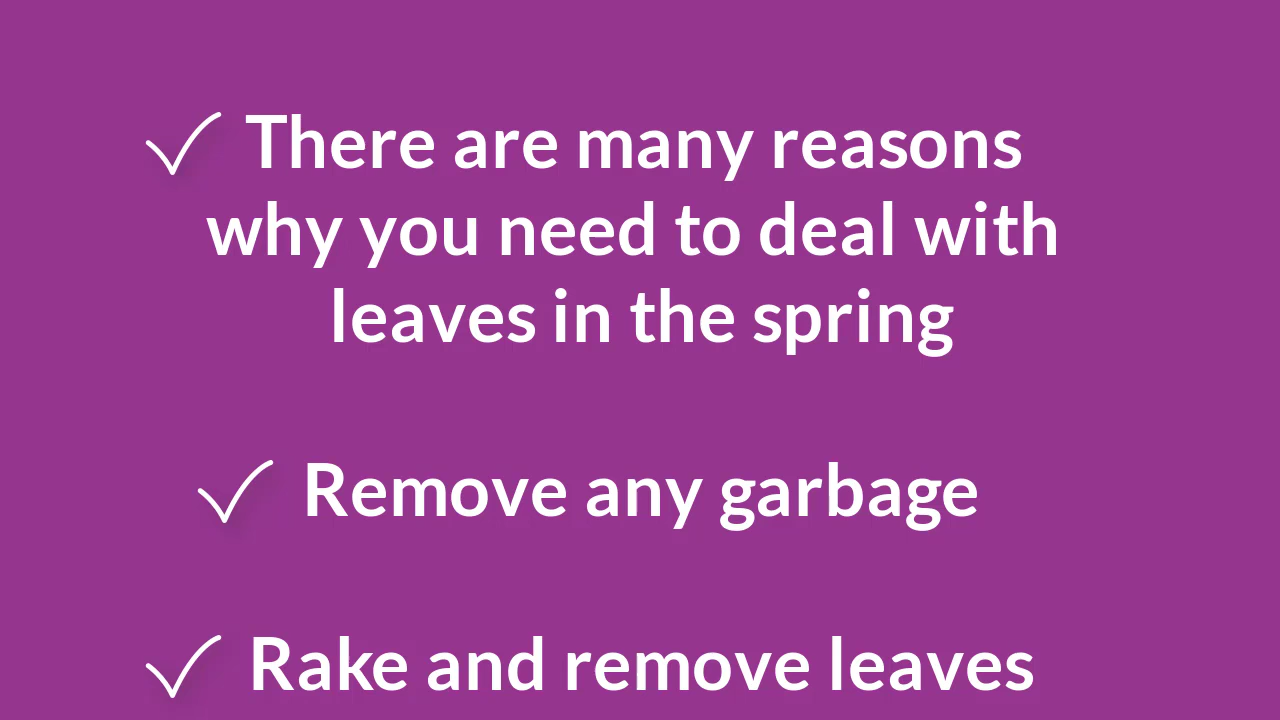 There are many reasons
why you need to deal with
leaves in the spring
Remove any garbage
Rake and remove leaves